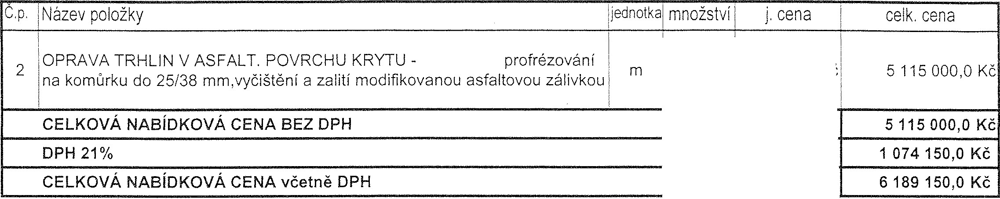 Č.p. Název položky jednotka množství j. cena celk. cena
OPRAVA TRHLIN V ASFALT. POVRCHU KRYTU - profrézování
2 m 5 115 000,0 Kč
na komůrku do 25/38 mm,vyčištění a zalití modifikovanou asfaltovou zálivkou
CELKOVÁ NABÍDKOVÁ CENA BEZ DPH 5 115 000,0 Kč
DPH 21% 1 074 150,0 Kč
CELKOVÁ NABÍDKOVÁ CENA včetně DPH 6 189 150,0 Kč